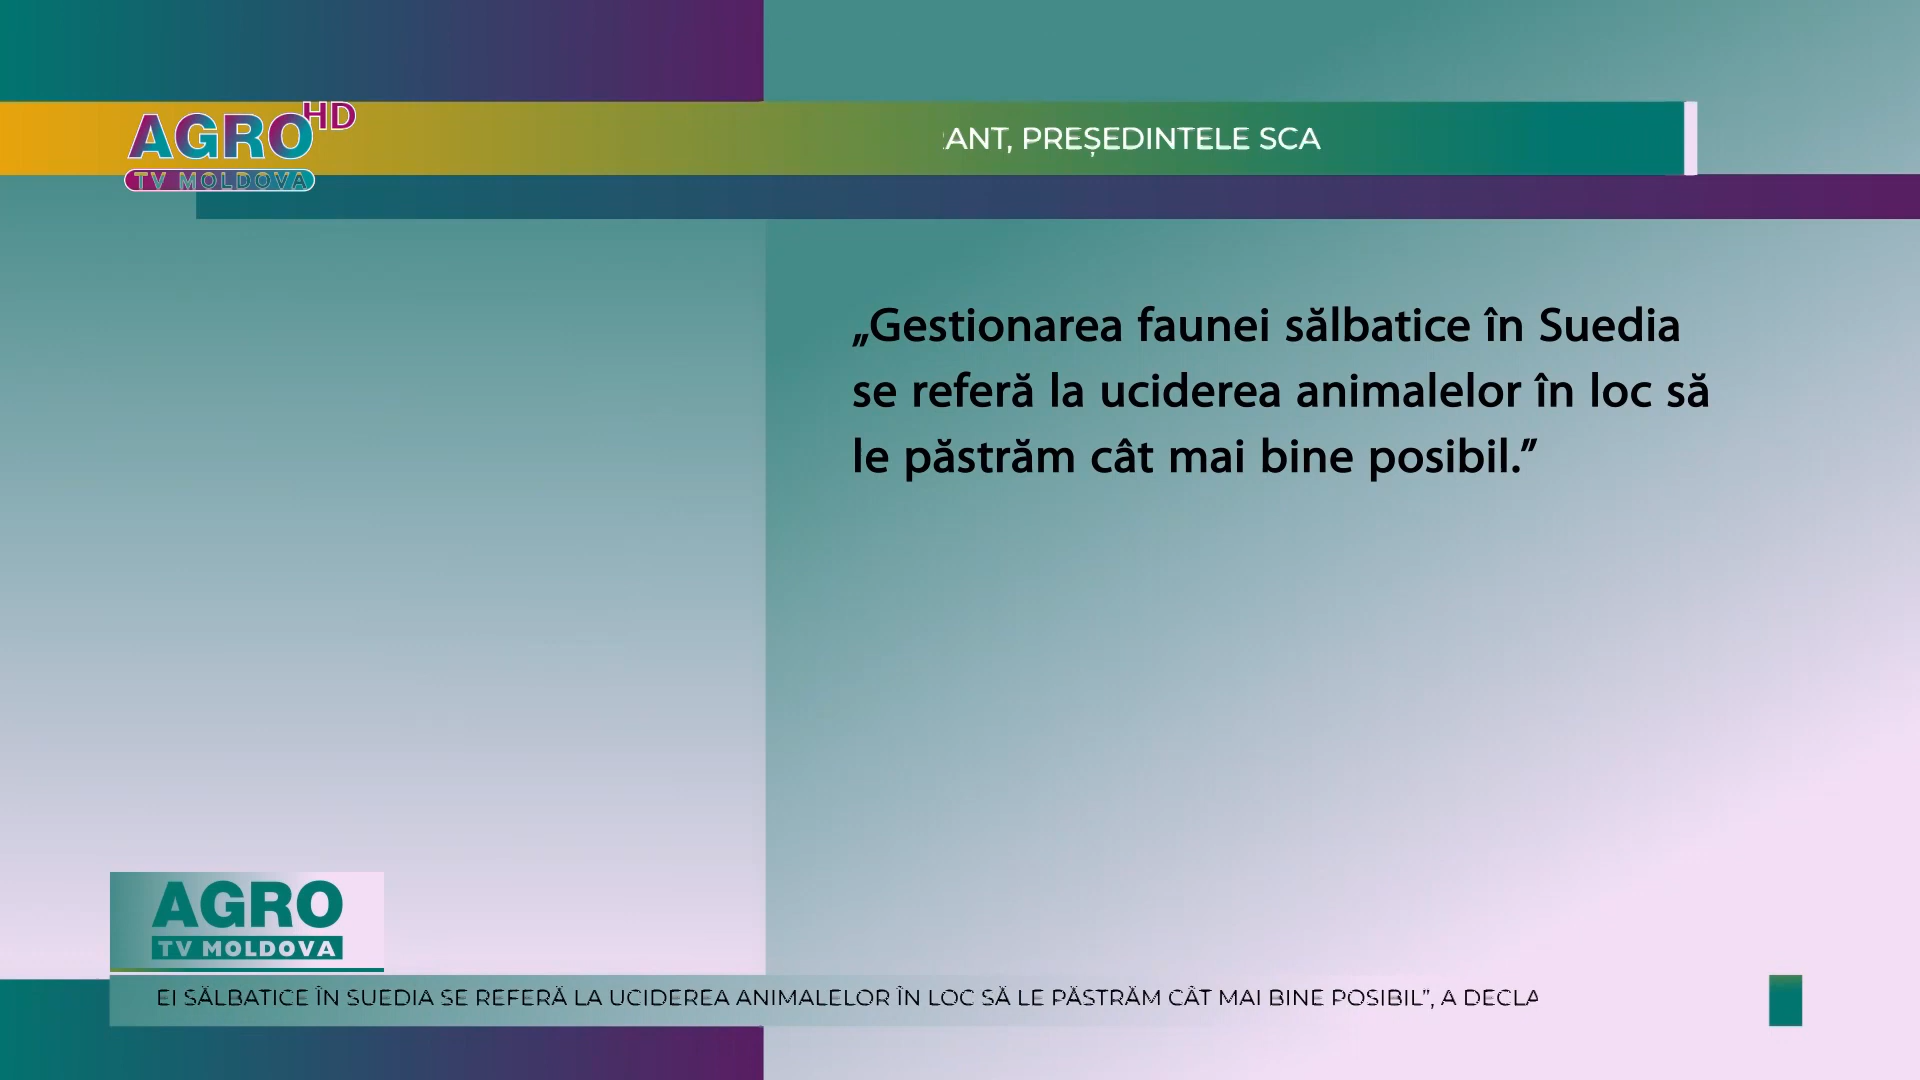 AGRO HD
TV MOLDOVA
ANT, PREȘEDINTELE SCA
„Gestionarea faunei sălbatice în Suedia
se referă la uciderea animalelor în loc să
le păstrăm cât mai bine posibil.”
AGRO
TV MOLDOVA
EI SĂLBATICE ÎN SUEDIA SE REFERĂ LA UCIDEREA ANIMALELOR ÎN LOC SĂ LE PĂSTRĂM CÂT MAI BINE POSIBIL”, A DECLA